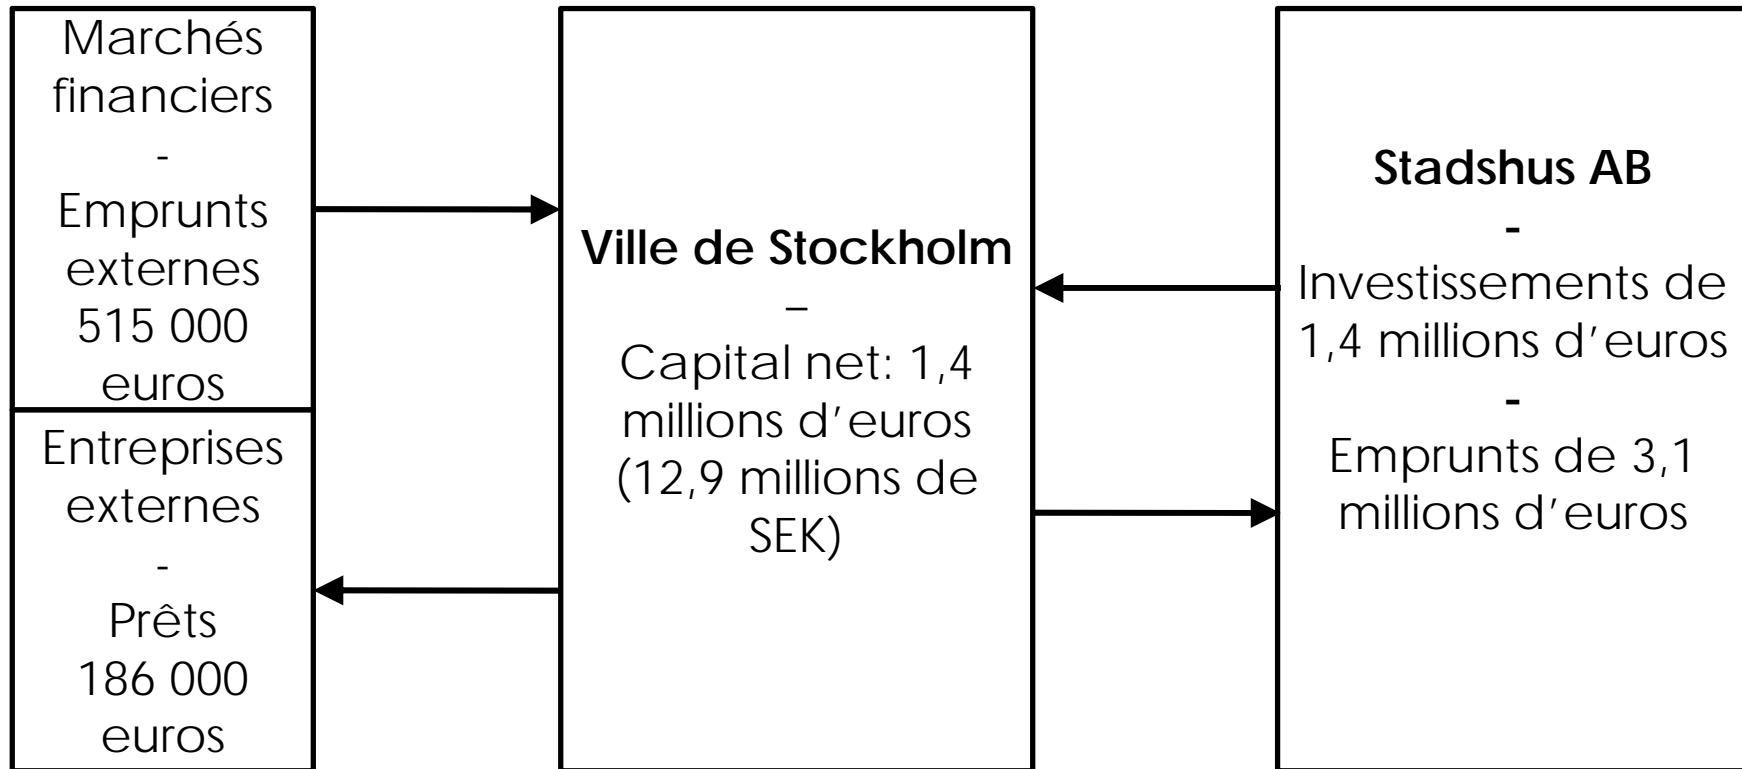 Marchés
financiers
-
Emprunts
externes
515 000
euros
Entreprises
externes
-
Prêts
186 000
euros
Ville de Stockholm
–
Capital net: 1,4
millions d’euros
(12,9 millions de
SEK)
Stadshus AB
-
Investissements de
1,4 millions d’euros
-
Emprunts de 3,1
millions d’euros